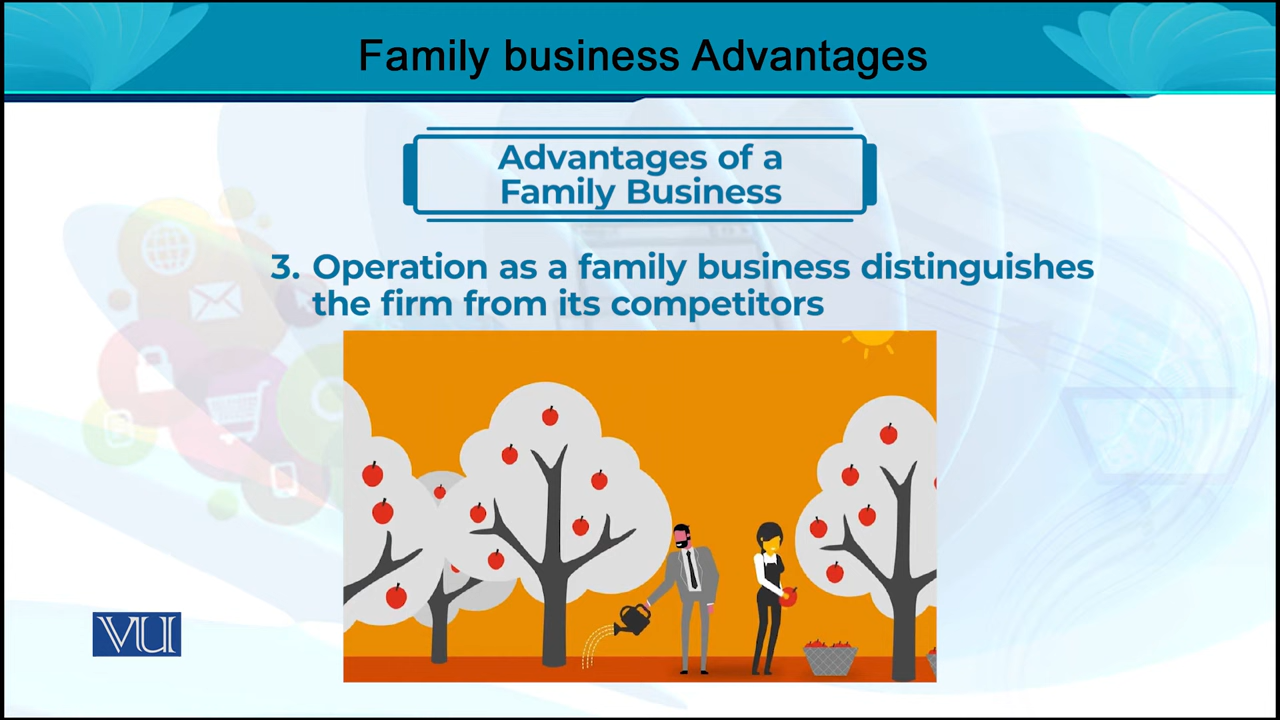 Family business Advantages
Advantages of a
Family Business
3. Operation as a family business distinguishes
the firm from its competitors
VU